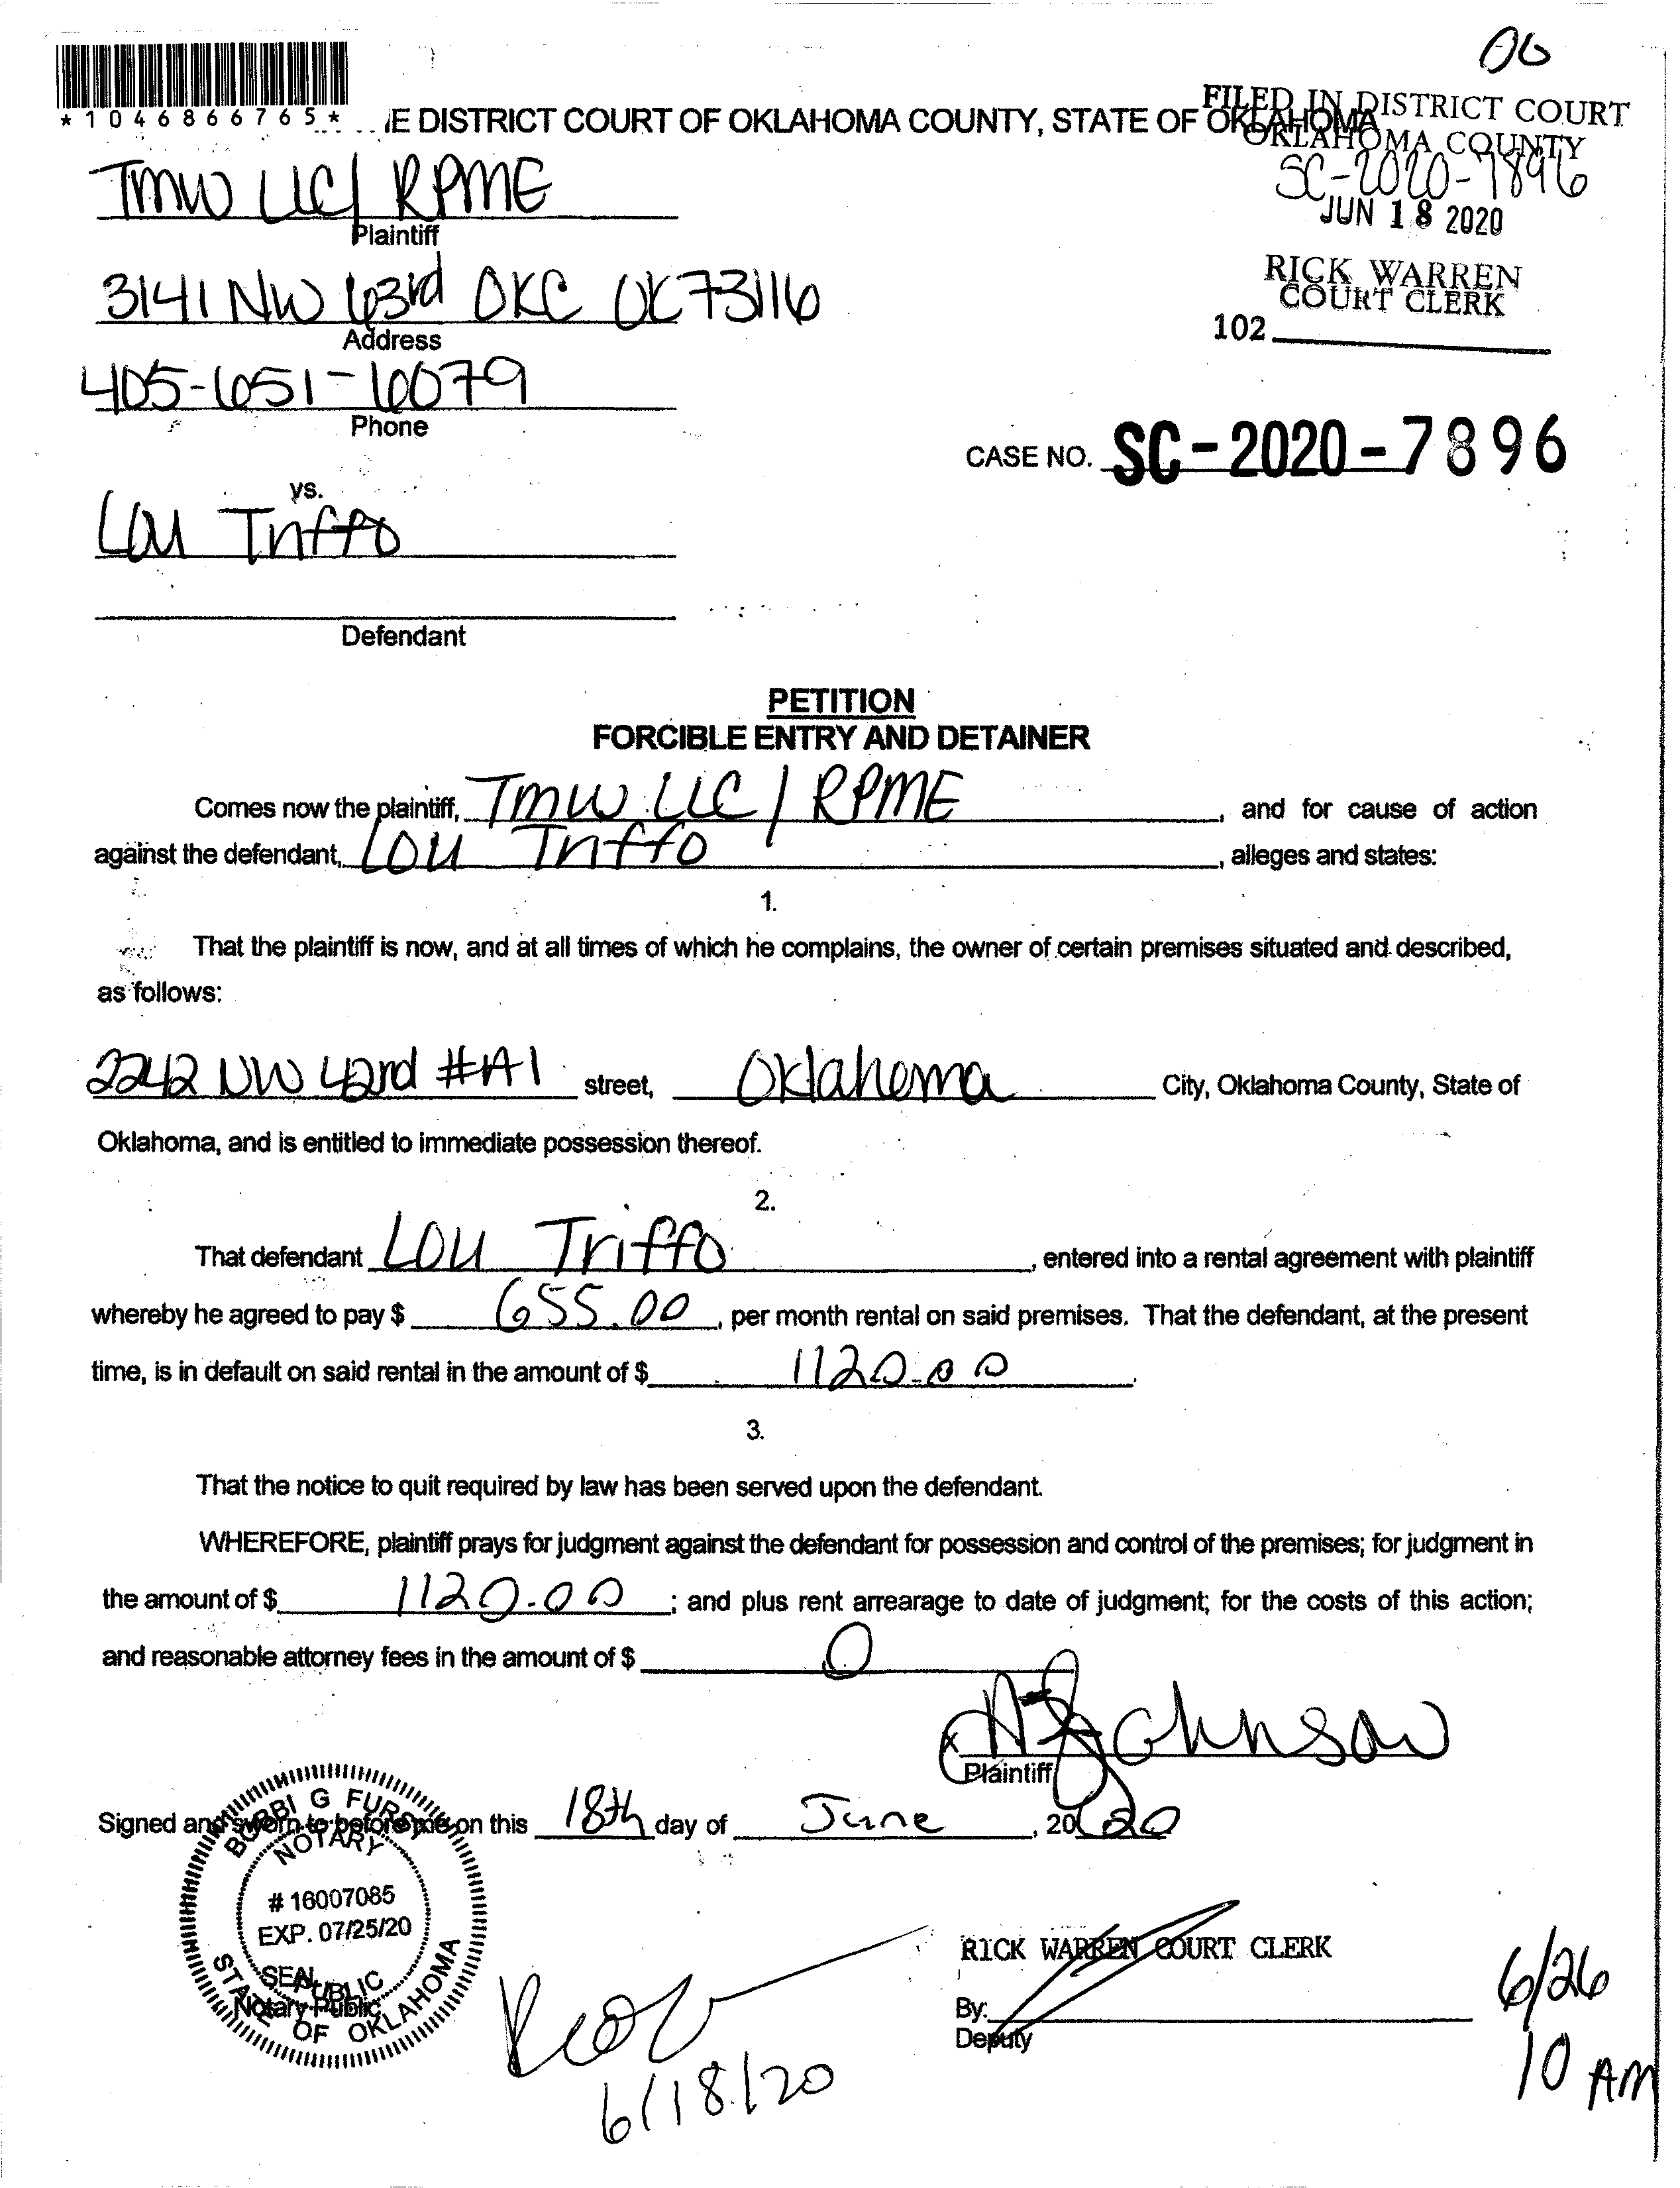 06
*1046866765*
E DISTRICT COURT OF OKLAHOMA COUNTY, STATE OF OKLAHOMA
FILED IN DISTRICT COURT
OKLAHOMA COUNTY
SC-2020-7896
JUN 18 2020
RICK WARREN
COURT CLERK
102
TMW LLC/ RPME
Plaintiff
3141 NW 63rd OKC OK 73116
Address
405-651-6079
Phone
CASE NO. SC-2020-7896
vs.
Lou Triffo
Defendant
PETITION
FORCIBLE ENTRY AND DETAINER
Comes now the plaintiff, TMW LLC / RPME, and for cause of action
against the defendant, Lou Triffo, alleges and states:
1.
That the plaintiff is now, and at all times of which he complains, the owner of certain premises situated and described,
as follows:
2242 NW 42nd #A1 street, Oklahoma City, Oklahoma County, State of
Oklahoma, and is entitled to immediate possession thereof.
2.
That defendant Lou Triffo, entered into a rental agreement with plaintiff
whereby he agreed to pay $ 655.00, per month rental on said premises. That the defendant, at the present
time, is in default on said rental in the amount of $ 1120.00.
3.
That the notice to quit required by law has been served upon the defendant.
WHEREFORE, plaintiff prays for judgment against the defendant for possession and control of the premises; for judgment in
the amount of $ 1120.00; and plus rent arrearage to date of judgment; for the costs of this action;
and reasonable attorney fees in the amount of $ 0
x Johnson
Plaintiff
Signed and sworn to before me on this 18th day of June, 2020
BOBBI G FURSY
NOTARY
# 16007085
EXP. 07/25/20
SEAL
PUBLIC
Notary Public
STATE OF OKLAHOMA
RICK WARREN COURT CLERK
By:
Deputy
6/18/20
6/26
10 AM